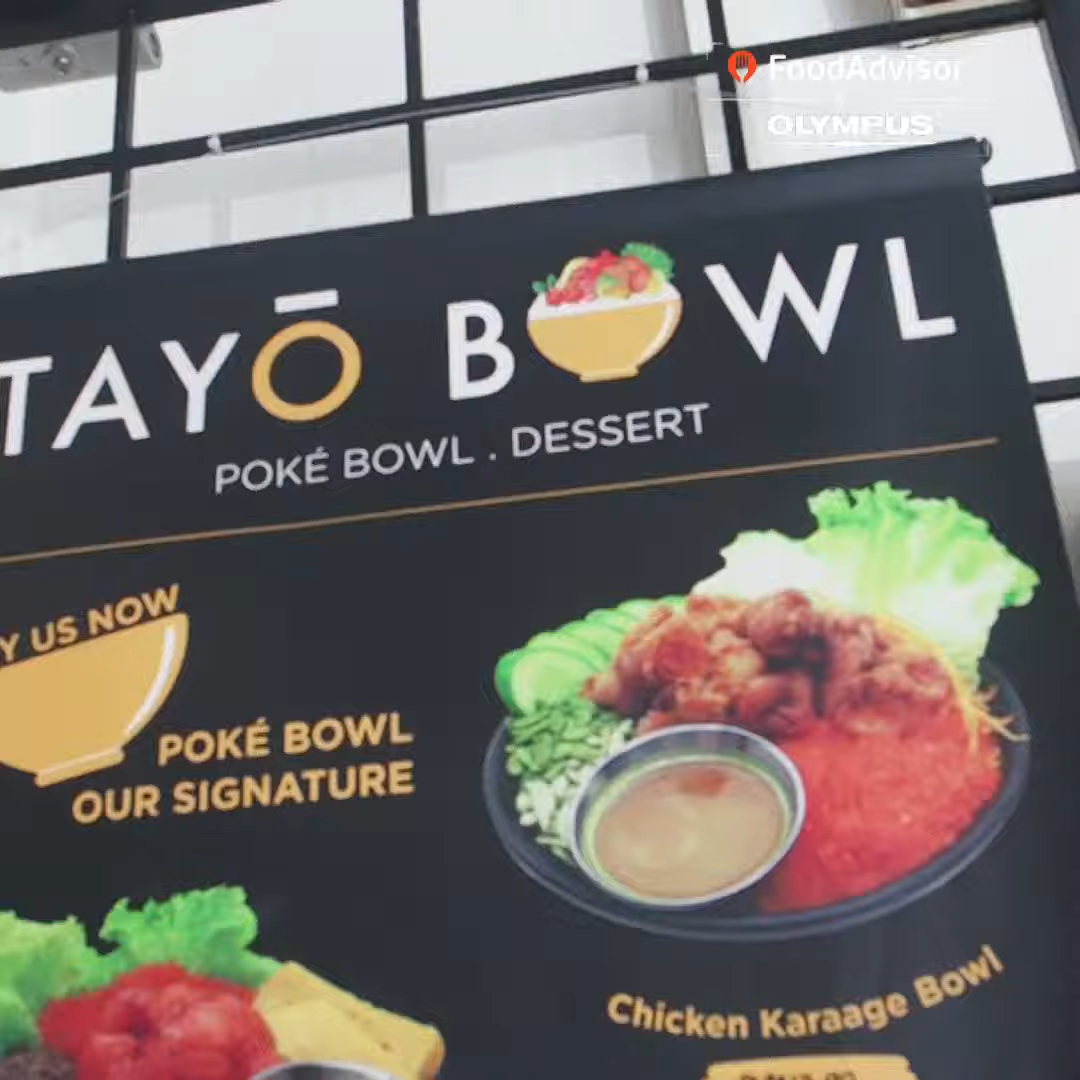 FoodAdvisor
OLYMPUS
TAYŌ BOWL
POKÉ BOWL . DESSERT
US NOW
POKÉ BOWL
OUR SIGNATURE
Chicken Karaage Bowl